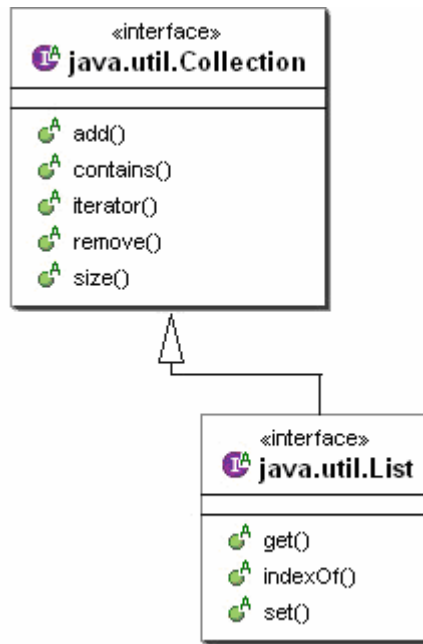 «interface»
java.util.Collection
add()
contains()
iterator()
remove()
size()
«interface»
java.util.List
get()
indexOf()
set()